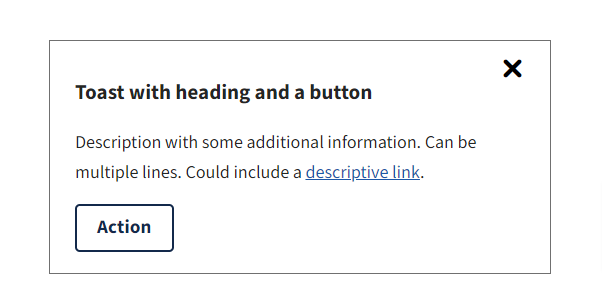 Toast with heading and a button
Description with some additional information. Can be
multiple lines. Could include a descriptive link.
Action